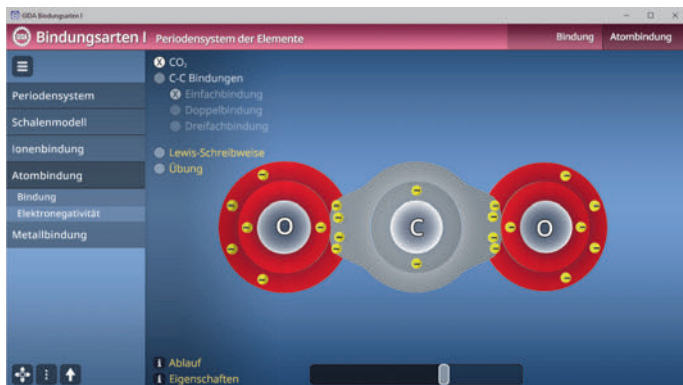 GIDA Bindungsarten I
Bindungsarten I Periodensystem der Elemente Bindung Atombindung
CO₂
C-C Bindungen
Einfachbindung
Doppelbindung
Dreifachbindung
Periodensystem
Schalenmodell
Ionenbindung
Atombindung
Bindung
Elektronegativität
Metallbindung
Lewis-Schreibweise
Übung
O C O
i Ablauf
i Eigenschaften